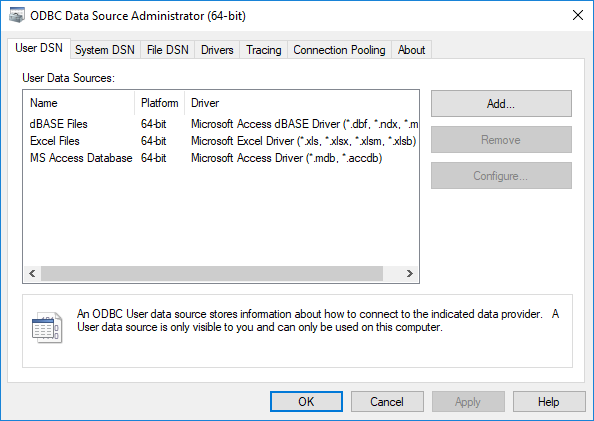 ODBC Data Source Administrator (64-bit)
User DSN System DSN File DSN Drivers Tracing Connection Pooling About
User Data Sources:
Name Platform Driver
dBASE Files 64-bit Microsoft Access dBASE Driver (*.dbf, *.ndx, *.m
Excel Files 64-bit Microsoft Excel Driver (*.xls, *.xlsx, *.xlsm, *.xlsb)
MS Access Database 64-bit Microsoft Access Driver (*.mdb, *.accdb)
Add...
Remove
Configure...
An ODBC User data source stores information about how to connect to the indicated data provider. A
User data source is only visible to you and can only be used on this computer.
OK Cancel Apply Help